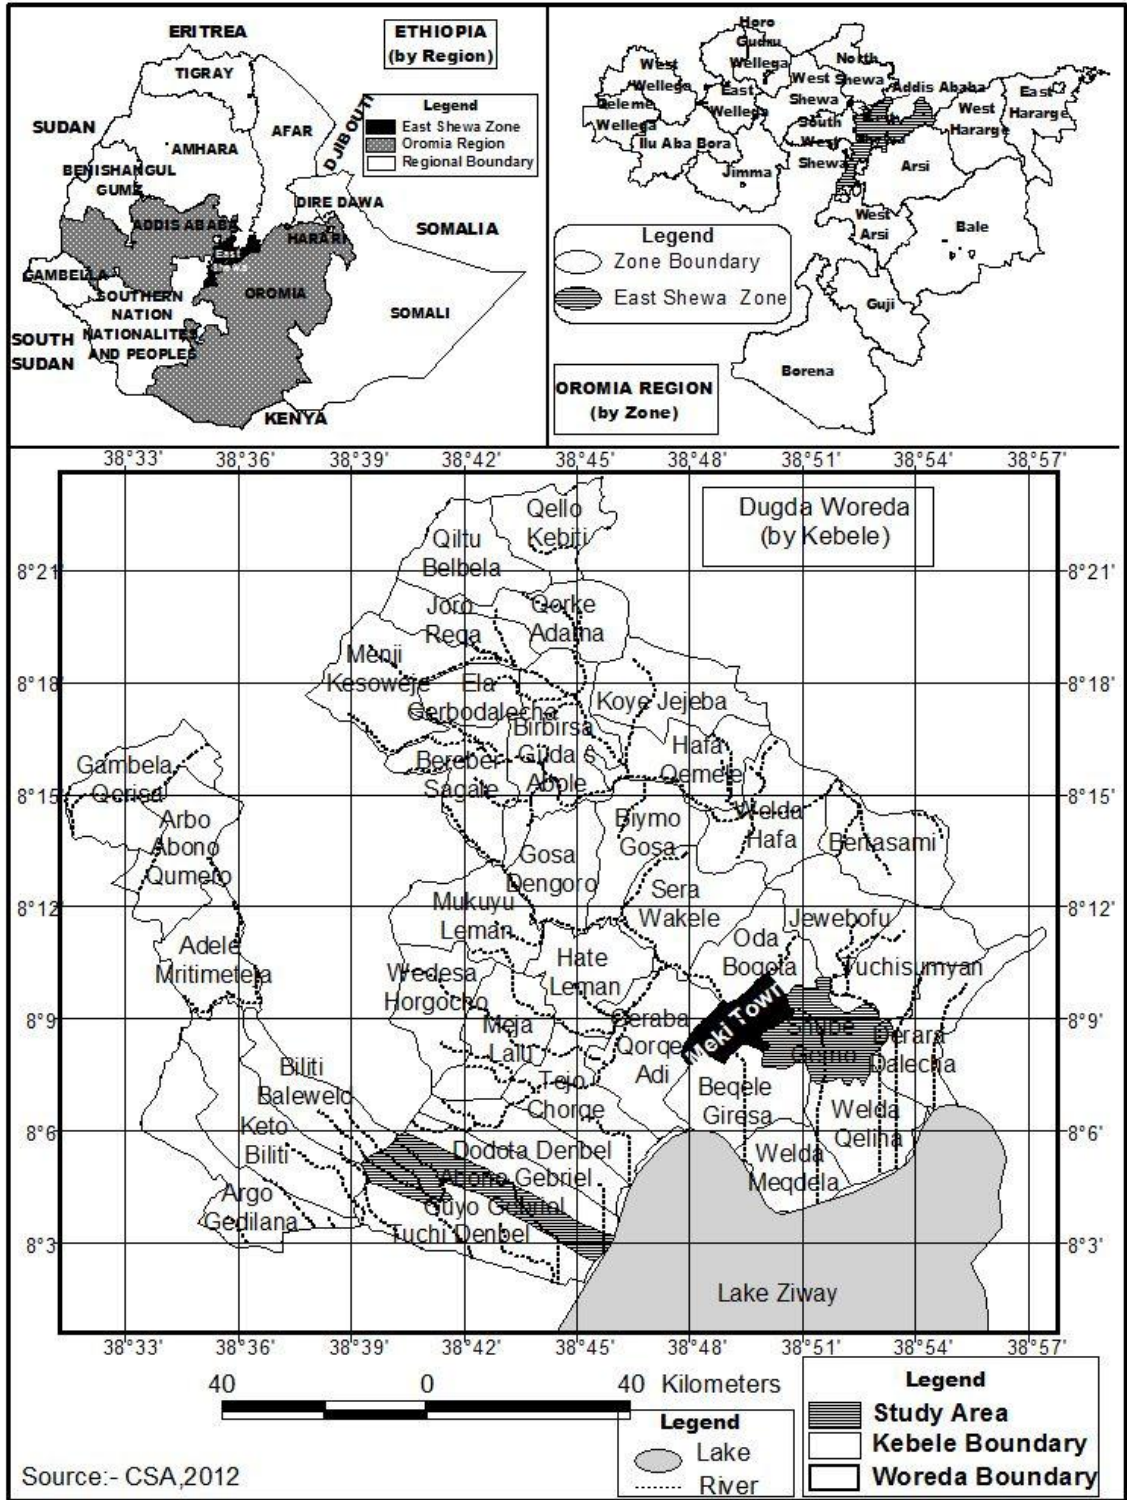 ERITREA
ETHIOPIA
(by Region)
TIGRAY
Legend
East Shewa Zone
Oromia Region
Regional Boundary
SUDAN
AFAR
DJIBOUTI
AMHARA
BENISHANGUL
GUMZ
DIRE DAWA
ADDIS ABABA
SOMALIA
HARARI
East
GAMBELLA
OROMIA
SOUTHERN
NATION
NATIONALITES
AND PEOPLES
SOMALI
SOUTH
SUDAN
KENYA
Horo
Gudru
Wellega
West
Wellega
North
Shewa
West
Shewa
Addis Ababa
East
Wellega
East
Hararge
West
Hararge
Wellega
South
West
Shewa
Ilu Aba Bora
Arsi
Jimma
West
Arsi
Bale
Legend
Zone Boundary
East Shewa Zone
Guji
Borena
OROMIA REGION
(by Zone)
38°33' 38°36' 38°39' 38°42' 38°45' 38°48' 38°51' 38°54' 38°57'
Dugda Woreda
(by Kebele)
Qello
Kebiti
Qiltu
Belbela
8°21' 8°21'
Joro
Reqa
Qorke
Adama
Menji
Kesoweje
8°18' 8°18'
Ela
Gerbodalecha
Koye Jejeba
Birbirsa
Guda &
Abole
Hafa
Qemele
Gambela
Qerisa
Bereber
Sagale
8°15' 8°15'
Arbo
Abono
Qumero
Biymo
Gosa
Welda
Hafa
Bertasami
Gosa
Dengoro
Sera
Wakele
8°12' 8°12'
Mukuyu
Leman
Jewebofu
Adele
Mritimeteja
Oda
Boqota
Tuchisumyan
Hate
Leman
Wedesa
Horgocho
8°9' 8°9'
Meki Town
Meja
Lalu
Geraba
Qorqe
Adi
Derara
Dalecha
Biliti
Baleweld
Tejo
Chorqe
Beqele
Giresa
Welda
Qeliha
8°6' 8°6'
Keto
Biliti
Dodota Denbel
Welda
Meqdela
Abono Gebriel
Argo
Gedilana
Tuchi Denbel
8°3' 8°3'
Lake Ziway
38°33' 38°36' 38°39' 38°42' 38°45' 38°48' 38°51' 38°54' 38°57'
40 0 40 Kilometers
Legend
Lake
River
Legend
Study Area
Kebele Boundary
Woreda Boundary
Source:- CSA,2012